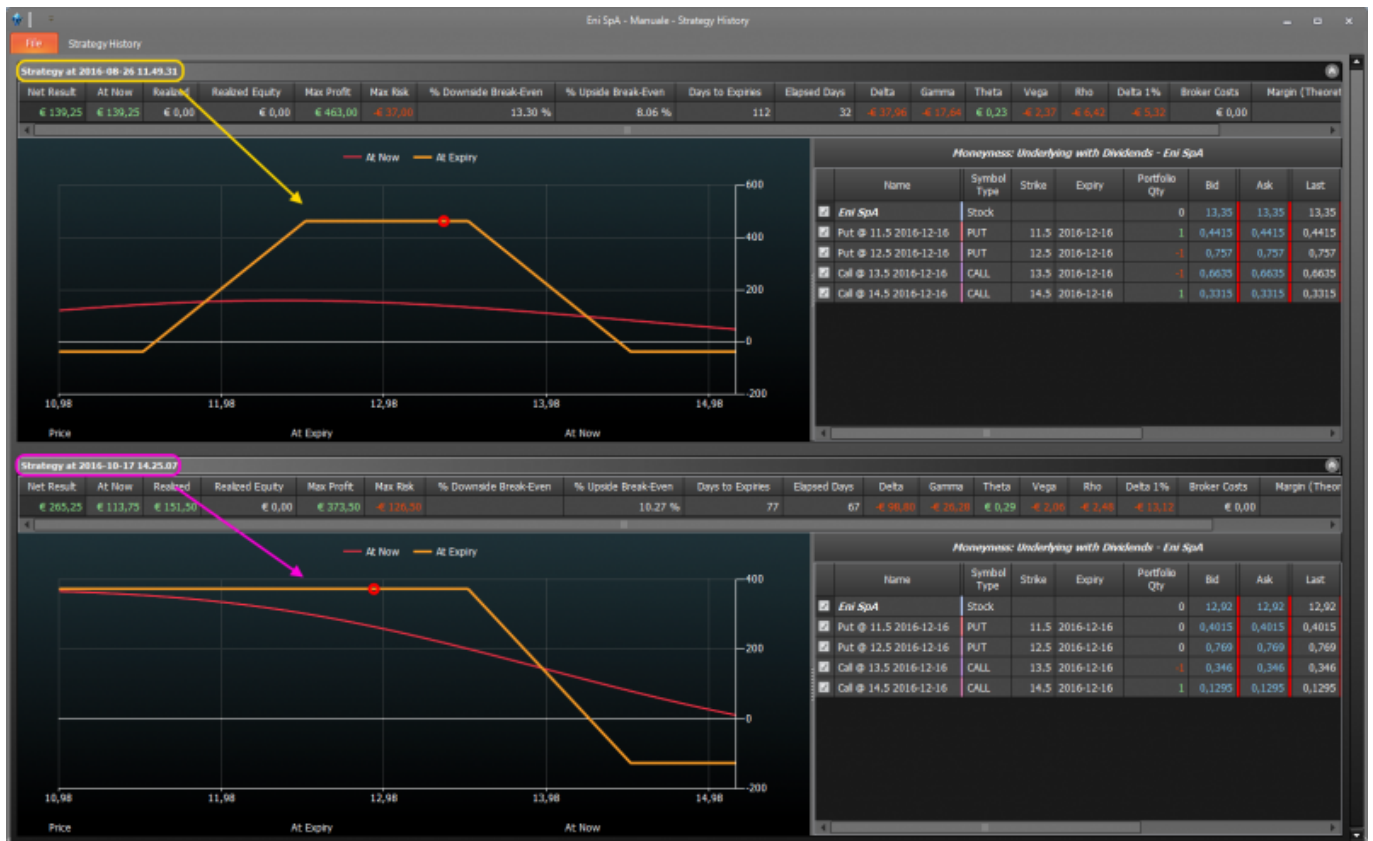 Eni SpA - Manuale - Strategy History
File Strategy History
Strategy at 2016-08-26 11.49.31
Net Result At Now Realized Realized Equity Max Profit Max Risk % Downside Break-Even % Upside Break-Even Days to Expiries Elapsed Days Delta Gamma Theta Vega Rho Delta 1% Broker Costs Margin (Theoret
€ 139,25 € 139,25 € 0,00 € 0,00 € 463,00 -€ 37,00 13.30 % 8.06 % 112 32 -€ 37,96 -€ 17,64 € 0,23 -€ 2,37 -€ 6,42 -€ 5,32 € 0,00
At Now At Expiry
600
400
200
0
-200
10,98 11,98 12,98 13,98 14,98
Price At Expiry At Now
Moneyness: Underlying with Dividends - Eni SpA
Name Symbol Type Strike Expiry Portfolio Qty Bid Ask Last
Eni SpA Stock 0 13,35 13,35 13,35
Put @ 11.5 2016-12-16 PUT 11.5 2016-12-16 1 0,4415 0,4415 0,4415
Put @ 12.5 2016-12-16 PUT 12.5 2016-12-16 -1 0,757 0,757 0,757
Call @ 13.5 2016-12-16 CALL 13.5 2016-12-16 -1 0,6635 0,6635 0,6635
Call @ 14.5 2016-12-16 CALL 14.5 2016-12-16 1 0,3315 0,3315 0,3315
Strategy at 2016-10-17 14.25.07
Net Result At Now Realized Realized Equity Max Profit Max Risk % Downside Break-Even % Upside Break-Even Days to Expiries Elapsed Days Delta Gamma Theta Vega Rho Delta 1% Broker Costs Margin (Theor
€ 265,25 € 113,75 € 151,50 € 0,00 € 373,50 -€ 126,50 10.27 % 77 67 -€ 26,28 € 0,29 -€ 2,06 -€ 2,48 -€ 13,12 € 0,00
At Now At Expiry
400
200
0
-200
10,98 11,98 12,98 13,98 14,98
Price At Expiry At Now
Moneyness: Underlying with Dividends - Eni SpA
Name Symbol Type Strike Expiry Portfolio Qty Bid Ask Last
Eni SpA Stock 0 12,92 12,92 12,92
Put @ 11.5 2016-12-16 PUT 11.5 2016-12-16 0 0,4015 0,4015 0,4015
Put @ 12.5 2016-12-16 PUT 12.5 2016-12-16 0 0,769 0,769 0,769
Call @ 13.5 2016-12-16 CALL 13.5 2016-12-16 -1 0,346 0,346 0,346
Call @ 14.5 2016-12-16 CALL 14.5 2016-12-16 1 0,1295 0,1295 0,1295